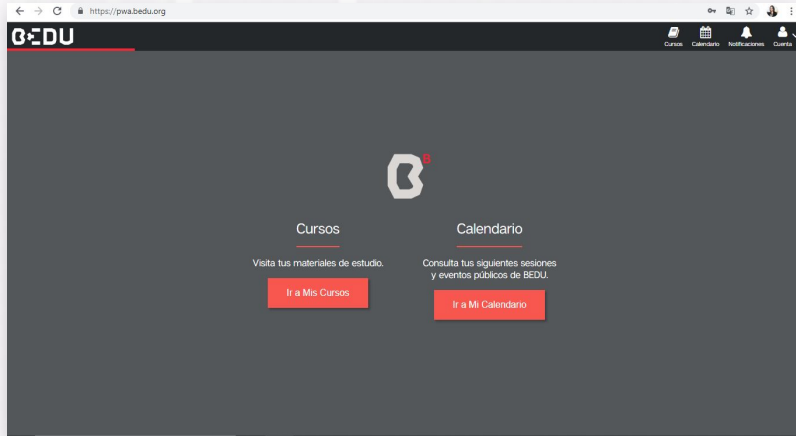 https://pwa.bedu.org
BEDU
Cursos
Calendario
Notificaciones
Cuenta
B
Cursos
Visita tus materiales de estudio.
Ir a Mis Cursos
Calendario
Consulta tus siguientes sesiones
y eventos públicos de BEDU.
Ir a Mi Calendario